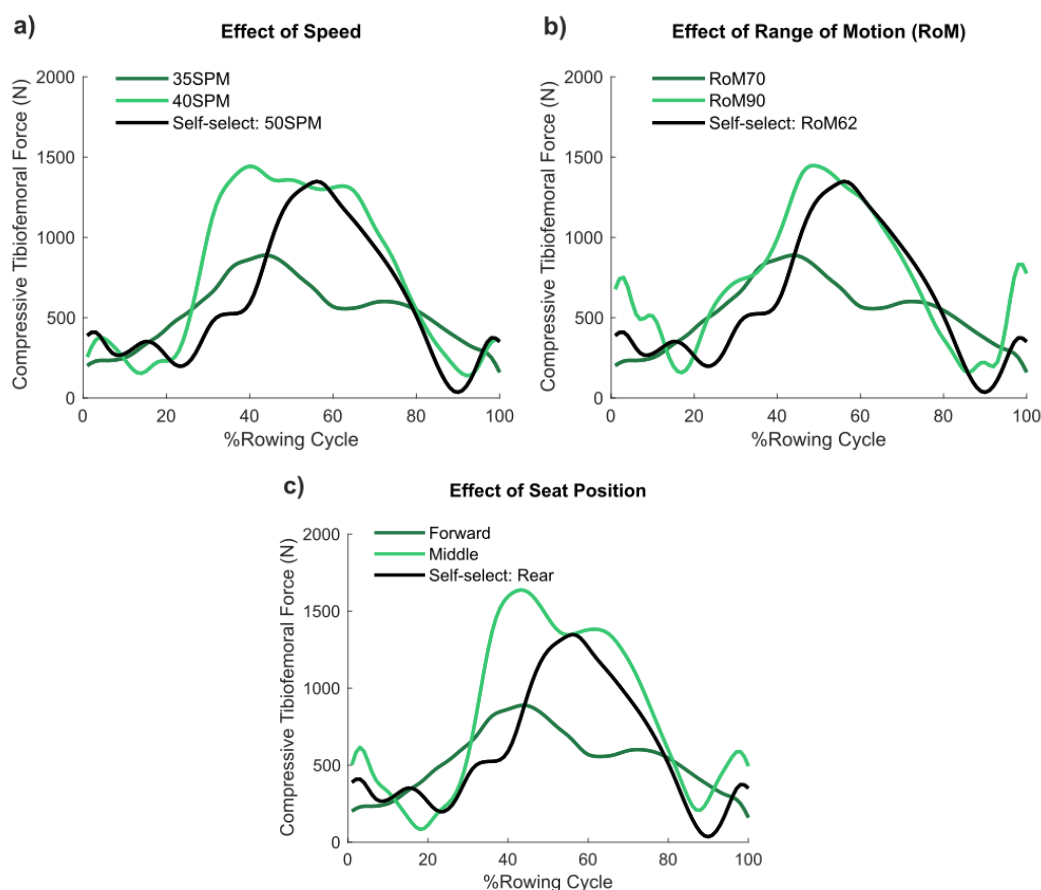 a)
Effect of Speed
35SPM
40SPM
Self-select: 50SPM
Compressive Tibiofemoral Force (N)
2000
1500
1000
500
0
0 20 40 60 80 100
%Rowing Cycle
b)
Effect of Range of Motion (RoM)
RoM70
RoM90
Self-select: RoM62
Compressive Tibiofemoral Force (N)
2000
1500
1000
500
0
0 20 40 60 80 100
%Rowing Cycle
c)
Effect of Seat Position
Forward
Middle
Self-select: Rear
Compressive Tibiofemoral Force (N)
2000
1500
1000
500
0
0 20 40 60 80 100
%Rowing Cycle